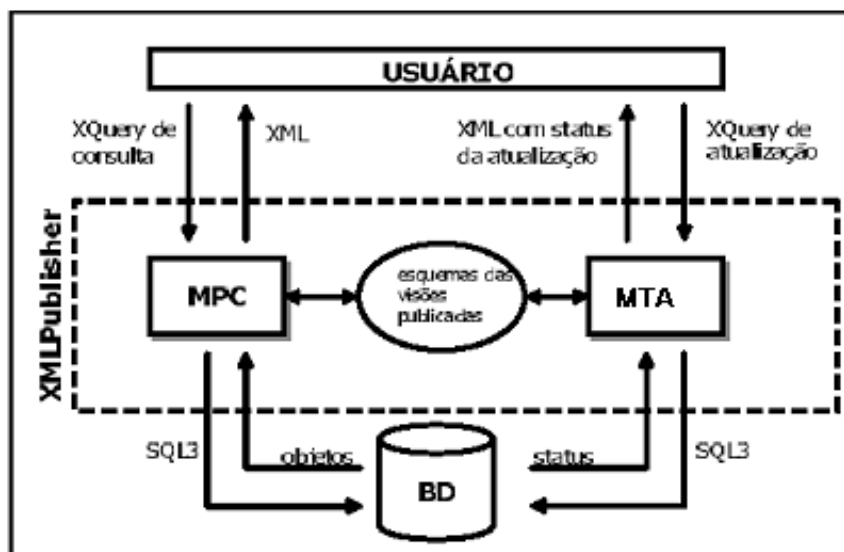 USUÁRIO
XQuery de
consulta
XML
XML com status
da atualização
XQuery de
atualização
XMLPublisher
MPC
esquemas das
visões
publicadas
MTA
SQL3
objetos
status
SQL3
BD